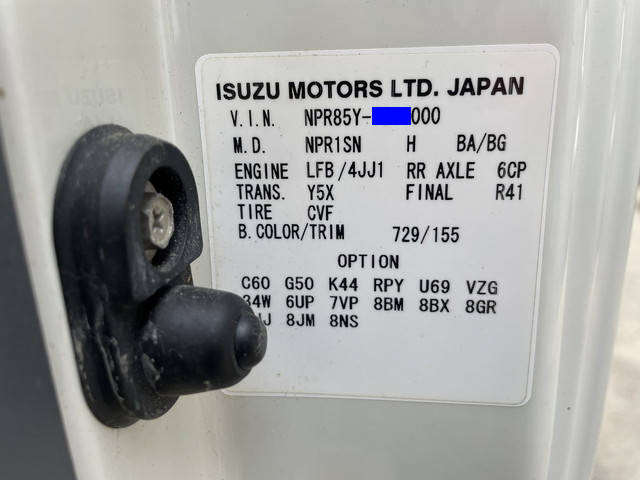 ISUZU MOTORS LTD. JAPAN
V.I.N. NPR85Y- 000
M.D. NPR1SN H BA/BG
ENGINE LFB/4JJ1 RR AXLE 6CP
TRANS. Y5X FINAL R41
TIRE CVF
B.COLOR/TRIM 729/155
OPTION
C60 G50 K44 RPY U69 VZG
34W 6UP 7VP 8BM 8BX 8GR
8JM 8NS